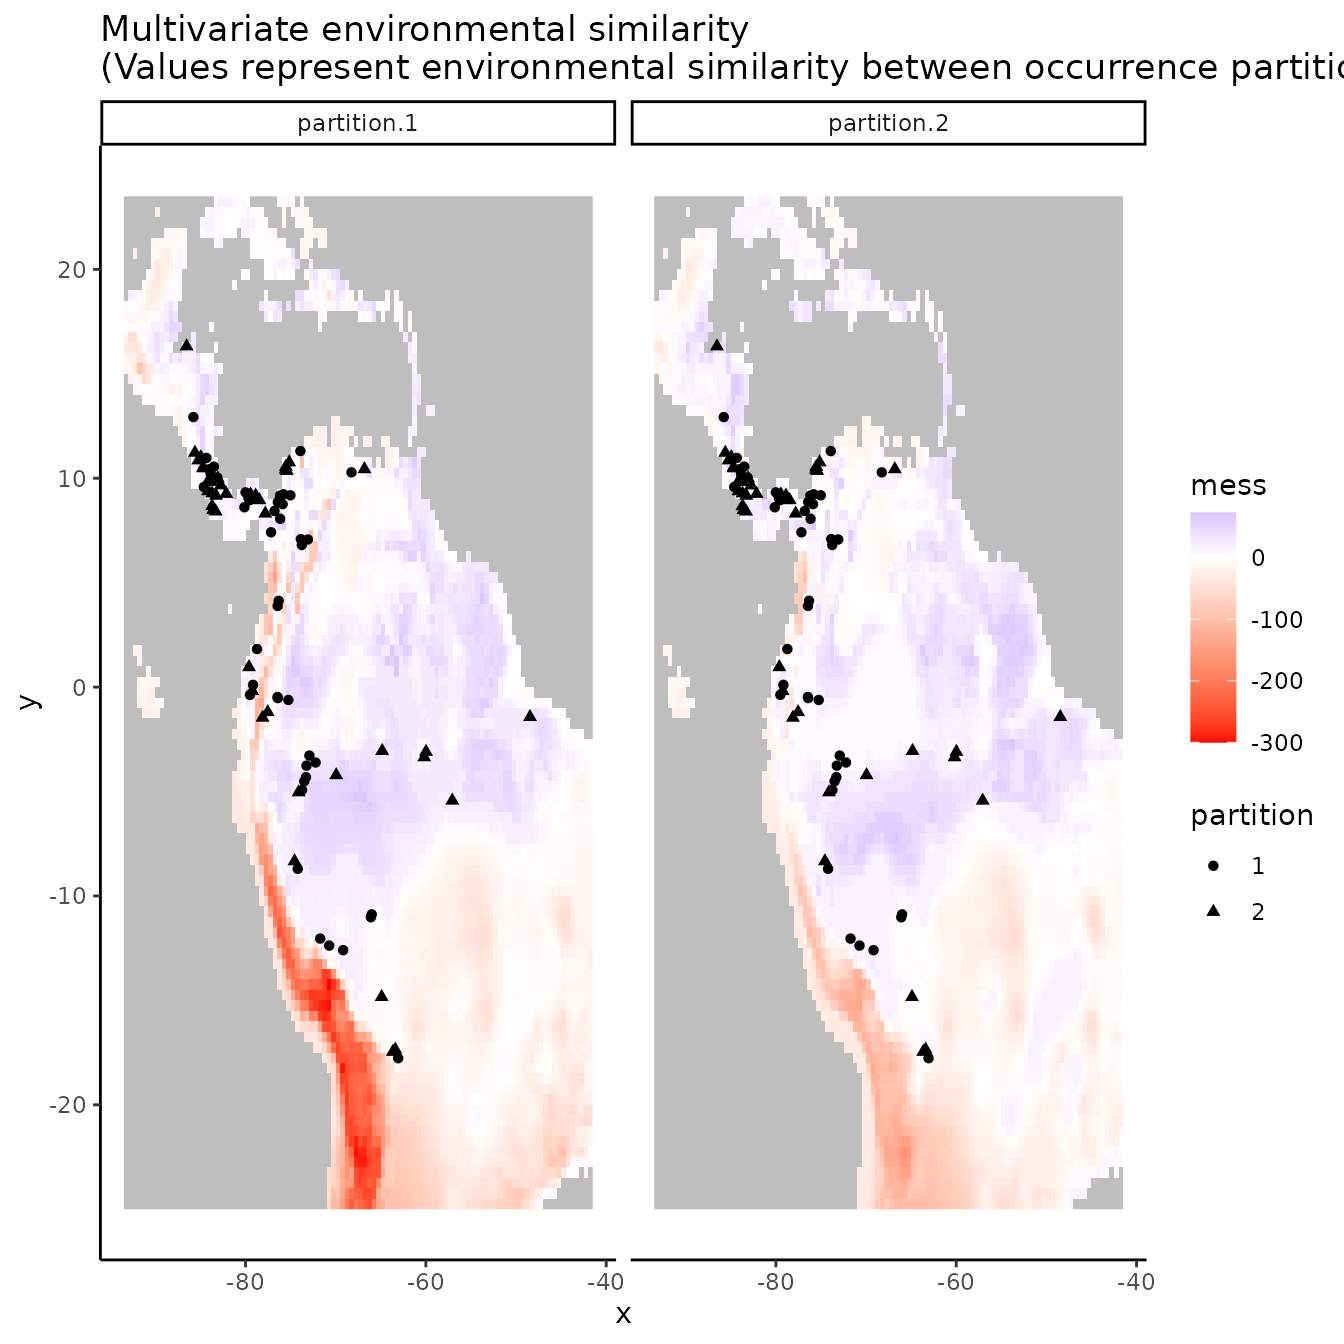 Multivariate environmental similarity
(Values represent environmental similarity between occurrence
partition.1
partition.2
20
10
0
-10
-20
y
-80
-60
-40
-80
-60
-40
x
mess
0
-100
-200
-300
partition
1
2